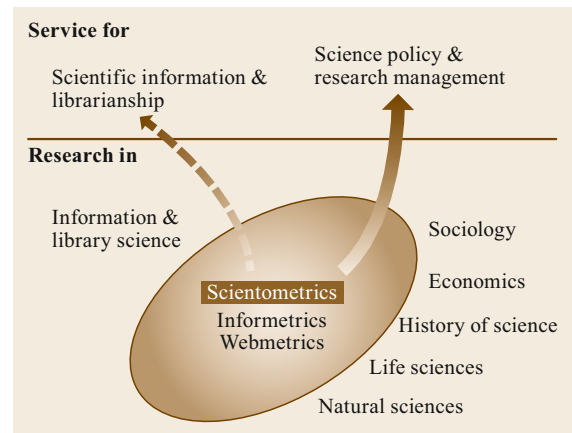 Service for
Scientific information &
librarianship
Science policy &
research management
Research in
Information &
library science
Sociology
Economics
History of science
Life sciences
Natural sciences
Scientometrics
Informetrics
Webmetrics